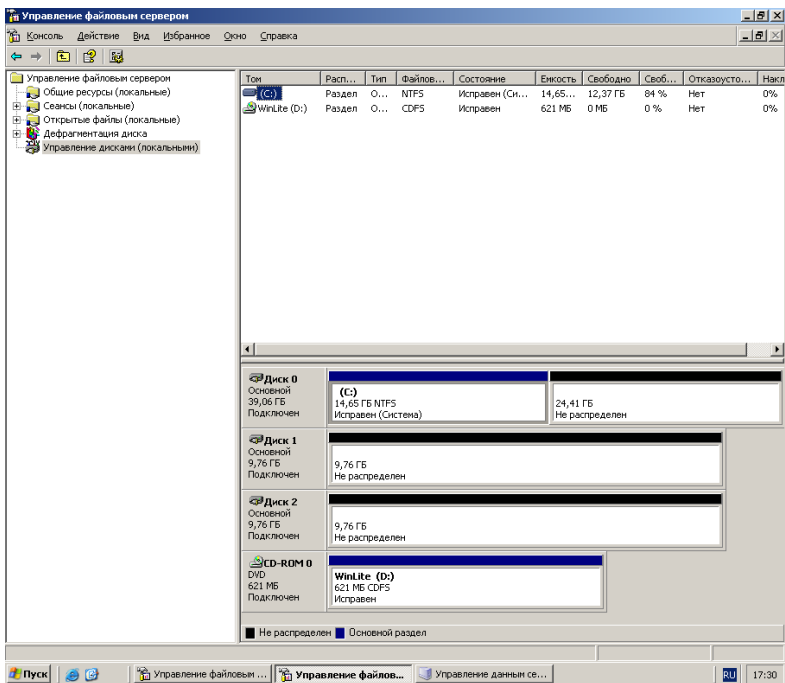 Управление файловым сервером
Консоль Действие Вид Избранное Окно Справка
Управление файловым сервером
Общие ресурсы (локальные)
Сеансы (локальные)
Открытые файлы (локальные)
Дефрагментация диска
Управление дисками (локальными)
Том Расп... Тип Файлов... Состояние Емкость Свободно Своб... Отказоусто... Накл
(C:) Раздел О... NTFS Исправен (Си... 14,65... 12,37 ГБ 84 % Нет 0%
WinLite (D:) Раздел О... CDFS Исправен 621 МБ 0 МБ 0 % Нет 0%
Диск 0
Основной
39,06 ГБ
Подключен
(C:)
14,65 ГБ NTFS
Исправен (Система)
24,41 ГБ
Не распределен
Диск 1
Основной
9,76 ГБ
Подключен
9,76 ГБ
Не распределен
Диск 2
Основной
9,76 ГБ
Подключен
9,76 ГБ
Не распределен
CD-ROM 0
DVD
621 МБ
Подключен
WinLite (D:)
621 МБ CDFS
Исправен
Не распределен Основной раздел
Пуск Управление файловым ... Управление файлов... Управление данным се... RU 17:30